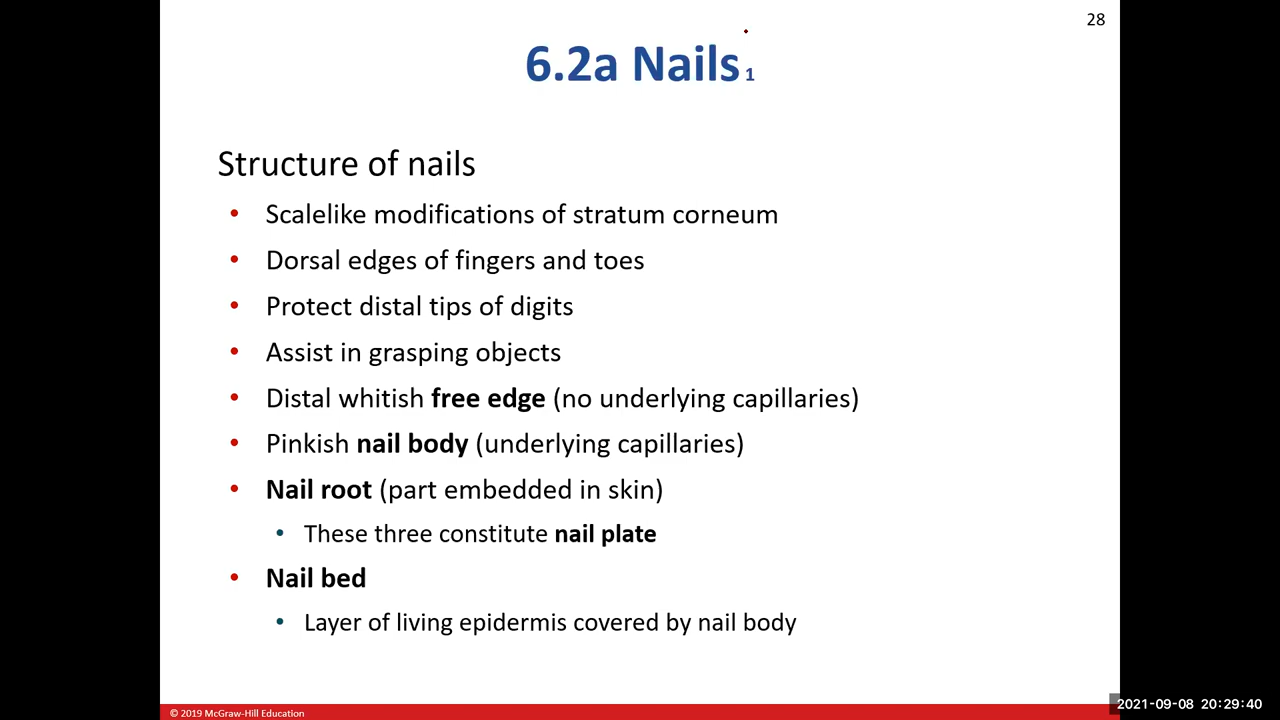 28
6.2a Nails 1
Structure of nails
• Scalelike modifications of stratum corneum
• Dorsal edges of fingers and toes
• Protect distal tips of digits
• Assist in grasping objects
• Distal whitish free edge (no underlying capillaries)
• Pinkish nail body (underlying capillaries)
• Nail root (part embedded in skin)
• These three constitute nail plate
• Nail bed
• Layer of living epidermis covered by nail body
© 2019 McGraw-Hill Education
2021-09-08 20:29:40